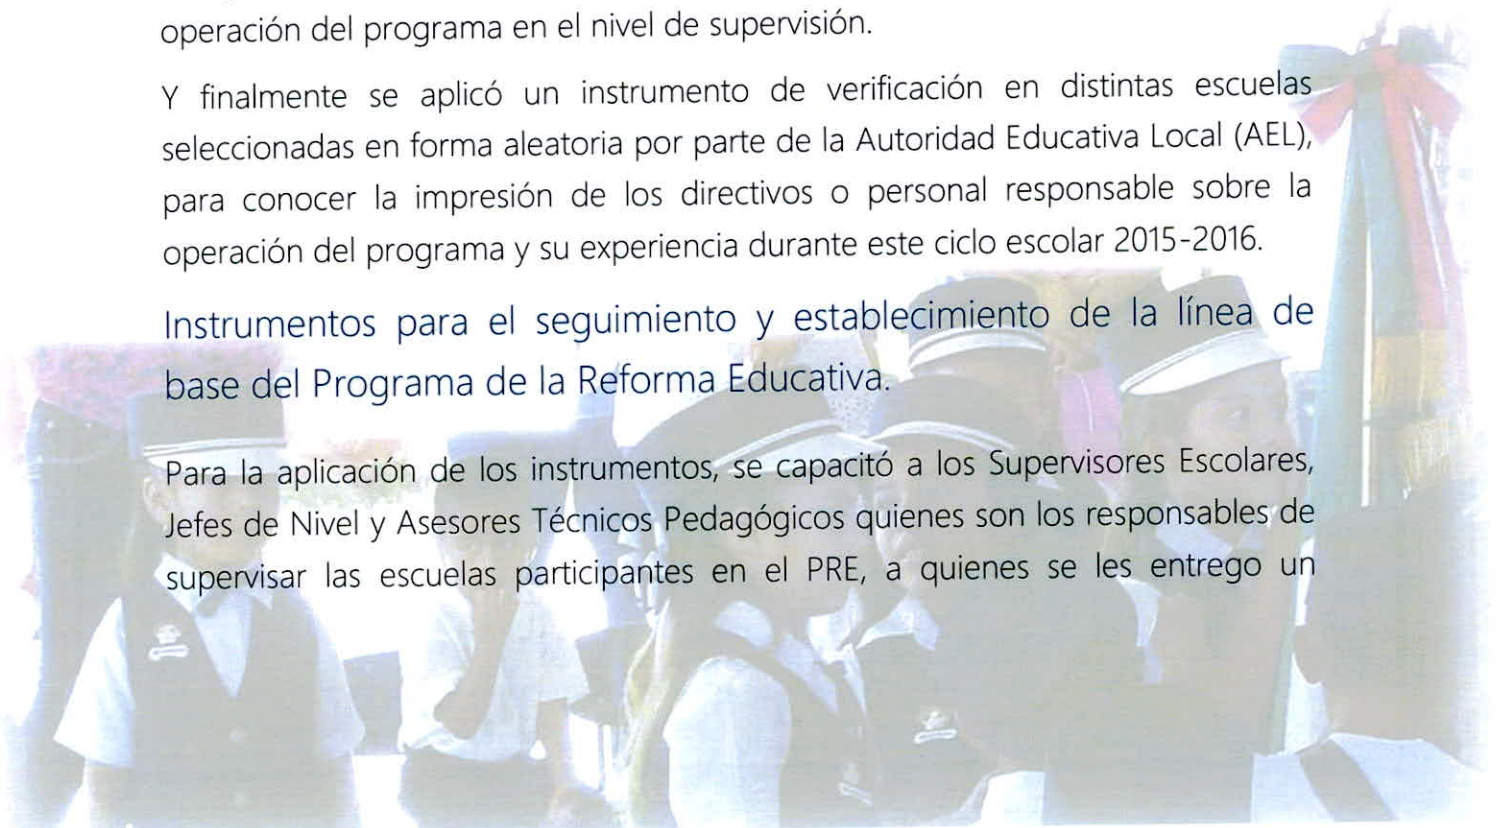 operación del programa en el nivel de supervisión.
Y finalmente se aplicó un instrumento de verificación en distintas escuelas
seleccionadas en forma aleatoria por parte de la Autoridad Educativa Local (AEL),
para conocer la impresión de los directivos o personal responsable sobre la
operación del programa y su experiencia durante este ciclo escolar 2015-2016.
Instrumentos para el seguimiento y establecimiento de la línea de
base del Programa de la Reforma Educativa.
Para la aplicación de los instrumentos, se capacitó a los Supervisores Escolares,
Jefes de Nivel y Asesores Técnicos Pedagógicos quienes son los responsables de
supervisar las escuelas participantes en el PRE, a quienes se les entrego un